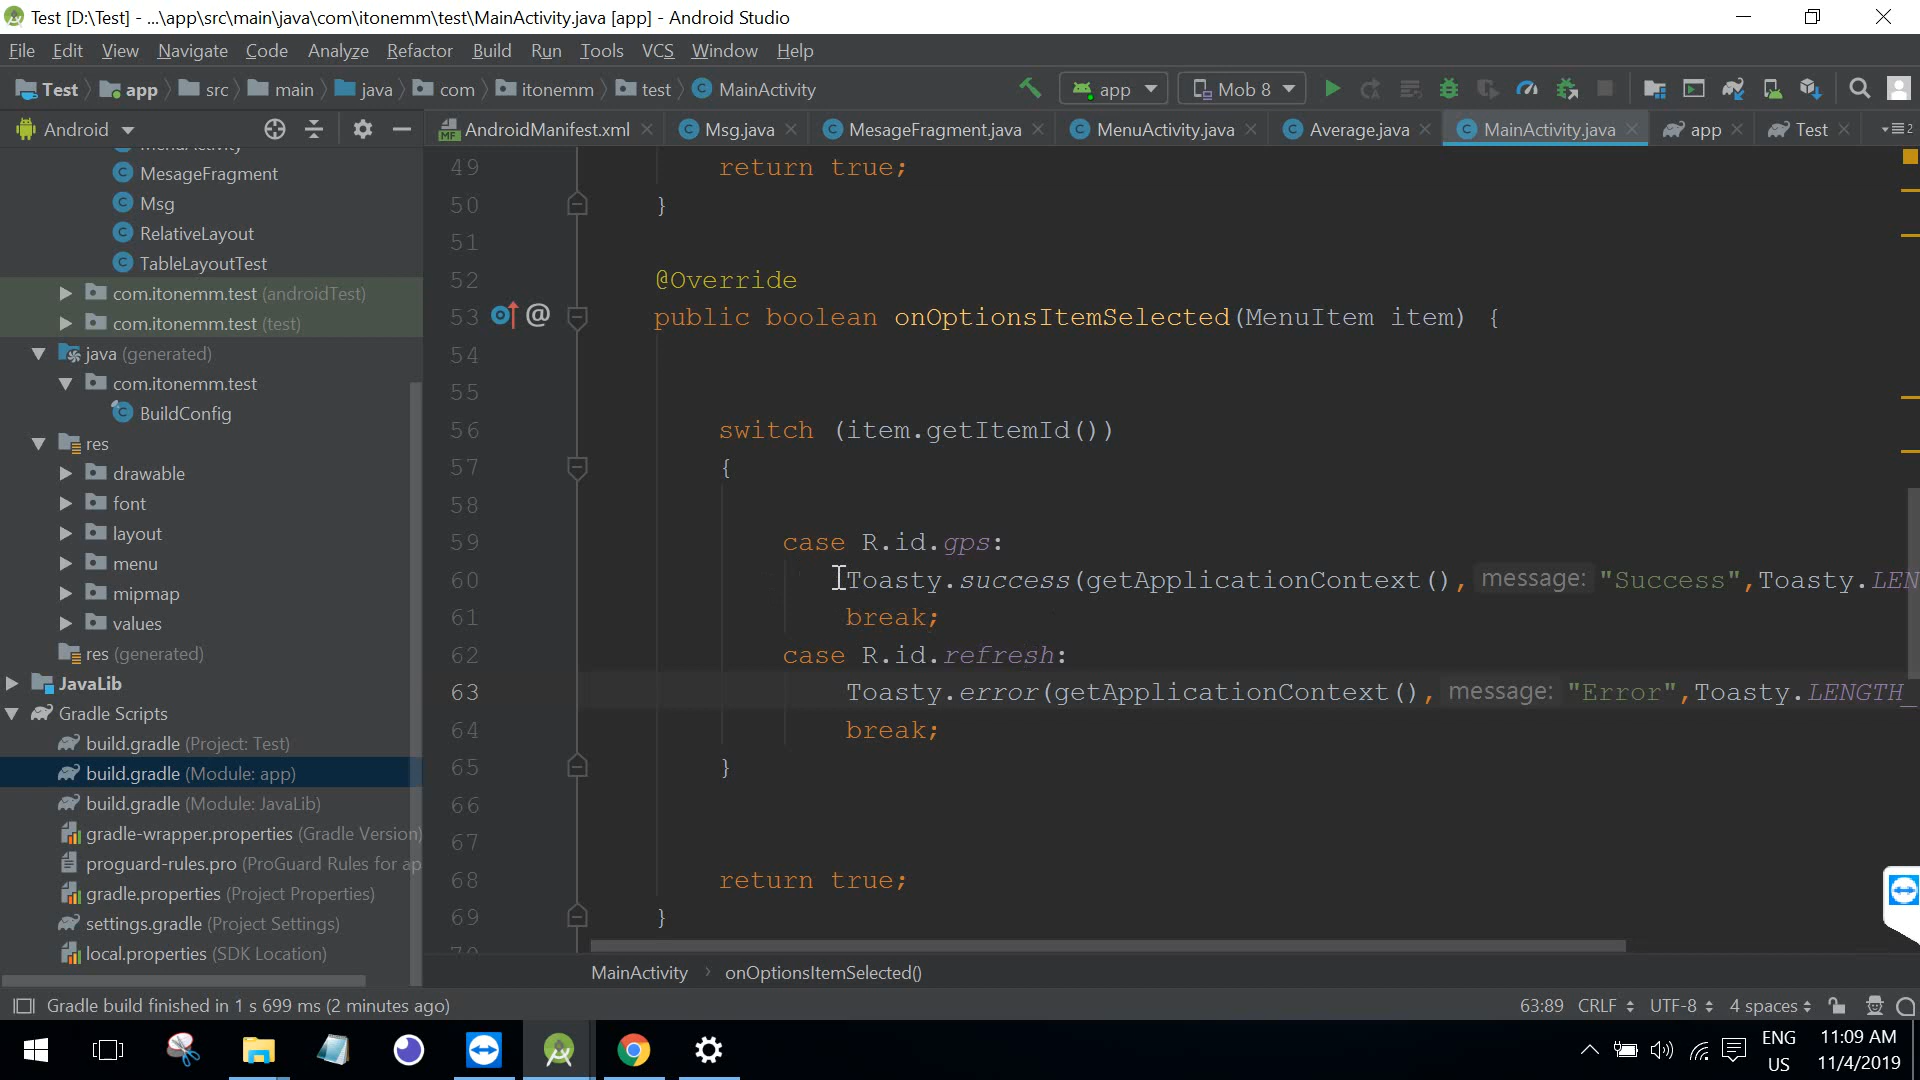 Test [D:\Test] - ...\app\src\main\java\com\itonemm\test\MainActivity.java [app] - Android Studio
File Edit View Navigate Code Analyze Refactor Build Run Tools VCS Window Help
Test app src main java com itonemm test MainActivity app Mob 8
Android
AndroidManifest.xml Msg.java MesageFragment.java MenuActivity.java Average.java MainActivity.java app Test 2
MenuActivity
MesageFragment
Msg
RelativeLayout
TableLayoutTest
com.itonemm.test (androidTest)
com.itonemm.test (test)
java (generated)
com.itonemm.test
BuildConfig
res
drawable
font
layout
menu
mipmap
values
res (generated)
JavaLib
Gradle Scripts
build.gradle (Project: Test)
build.gradle (Module: app)
build.gradle (Module: JavaLib)
gradle-wrapper.properties (Gradle Version)
proguard-rules.pro (ProGuard Rules for ap
gradle.properties (Project Properties)
settings.gradle (Project Settings)
local.properties (SDK Location)
49 return true;
50 }
51
52 @Override
53 @ public boolean onOptionsItemSelected(MenuItem item) {
54
55
56 switch (item.getItemId())
57 {
58
59 case R.id.gps:
60 Toasty.success(getApplicationContext(), message: "Success",Toasty.LEN
61 break;
62 case R.id.refresh:
63 Toasty.error(getApplicationContext(), message: "Error",Toasty.LENGTH_
64 break;
65 }
66
67
68 return true;
69 }
70
MainActivity › onOptionsItemSelected()
Gradle build finished in 1 s 699 ms (2 minutes ago)
63:89 CRLF UTF-8 4 spaces
ENG
US
11:09 AM
11/4/2019